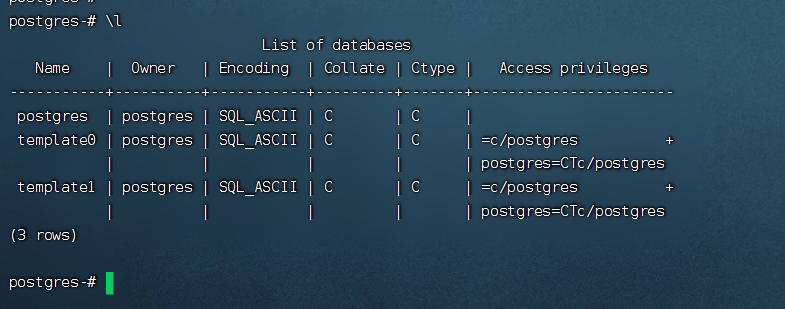 postgres-# \l
                             List of databases
   Name    |  Owner   | Encoding  | Collate | Ctype |   Access privileges
-----------+----------+-----------+---------+-------+-----------------------
 postgres  | postgres | SQL_ASCII | C       | C     |
 template0 | postgres | SQL_ASCII | C       | C     | =c/postgres          +
           |          |           |         |       | postgres=CTc/postgres
 template1 | postgres | SQL_ASCII | C       | C     | =c/postgres          +
           |          |           |         |       | postgres=CTc/postgres
(3 rows)
postgres-#